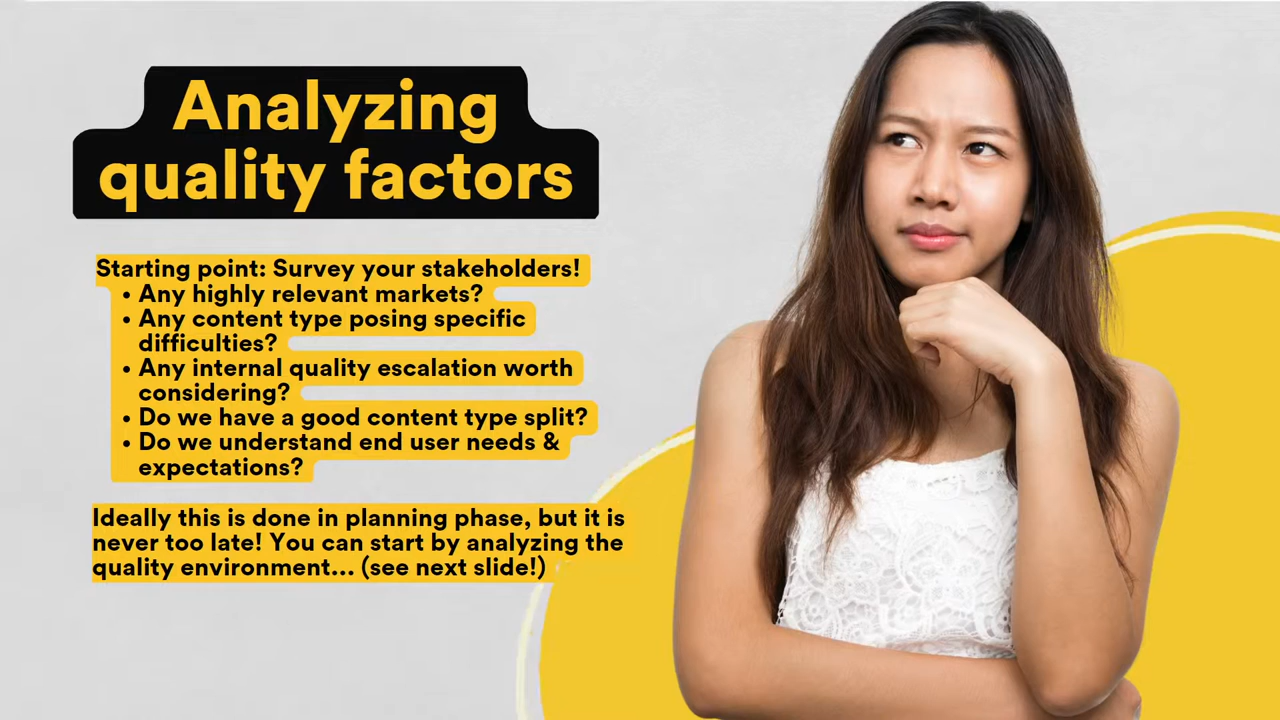 Analyzing
quality factors
Starting point: Survey your stakeholders!
• Any highly relevant markets?
• Any content type posing specific
difficulties?
• Any internal quality escalation worth
considering?
• Do we have a good content type split?
• Do we understand end user needs &
expectations?
Ideally this is done in planning phase, but it is
never too late! You can start by analyzing the
quality environment... (see next slide!)